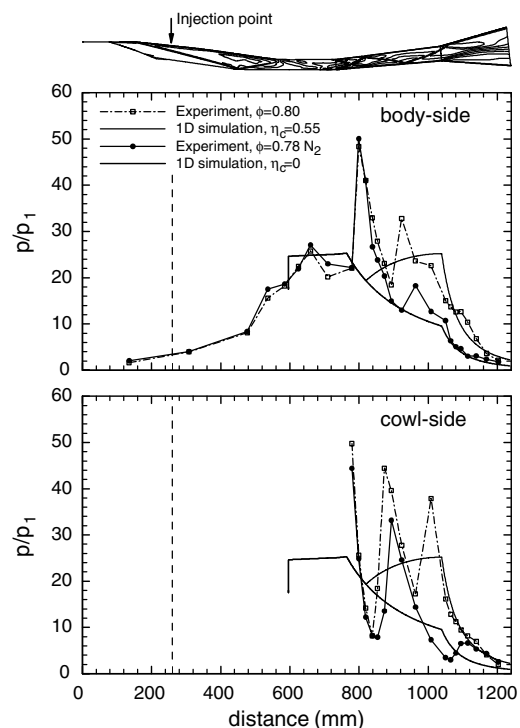 Injection point
60
50
40
30
20
10
0
p/p1
Experiment, ϕ=0.80
1D simulation, ηc=0.55
Experiment, ϕ=0.78 N2
1D simulation, ηc=0
body-side
60
50
40
30
20
10
0
p/p1
cowl-side
0 200 400 600 800 1000 1200
distance (mm)